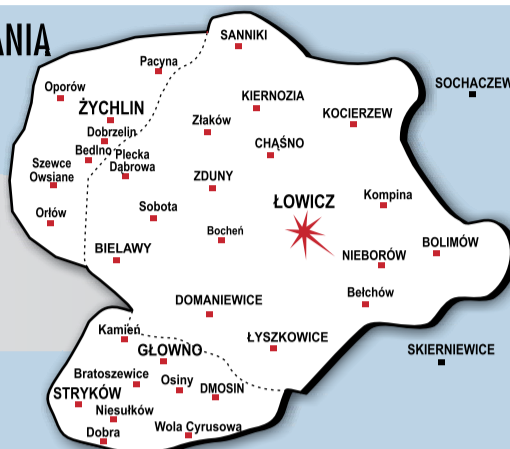 ANIA
SANNIKI
Pacyna
Oporów
SOCHACZEW
KIERNOZIA
ŻYCHLIN
KOCIERZEW
Złaków
Dobrzelin
CHĄŚNO
Bedlno
Plecka
Dąbrowa
Szewce
Owsiane
ZDUNY
Kompina
ŁOWICZ
Sobota
Orłów
Bocheń
BOLIMÓW
BIELAWY
NIEBORÓW
Bełchów
DOMANIEWICE
Kamień
ŁYSZKOWICE
GŁOWNO
SKIERNIEWICE
Bratoszewice
Osiny
DMOSIN
STRYKÓW
Niesułków
Wola Cyrusowa
Dobra